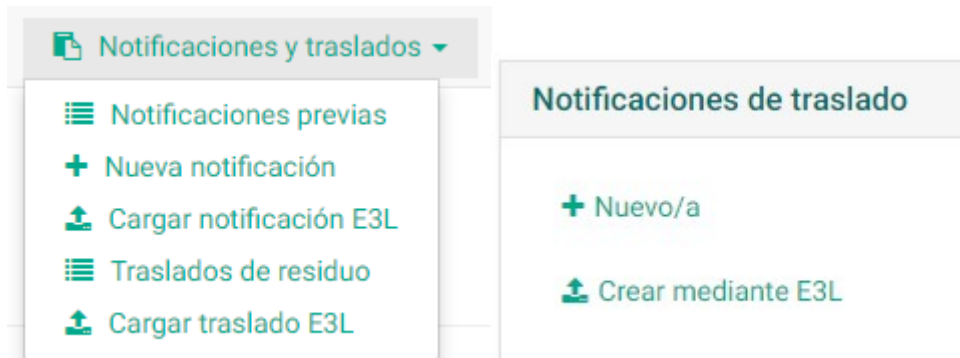 Notificaciones y traslados
Notificaciones previas
Nueva notificación
Cargar notificación E3L
Traslados de residuo
Cargar traslado E3L
Notificaciones de traslado
Nuevo/a
Crear mediante E3L